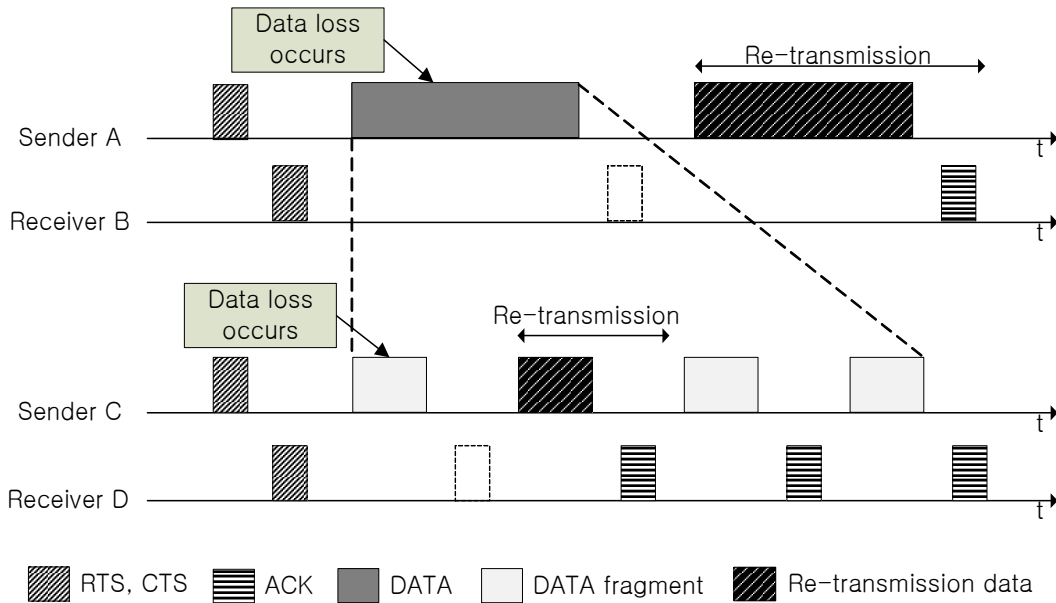 Data loss
occurs
Re-transmission
Sender A
t
Receiver B
t
Data loss
occurs
Re-transmission
Sender C
t
Receiver D
t
RTS, CTS
ACK
DATA
DATA fragment
Re-transmission data